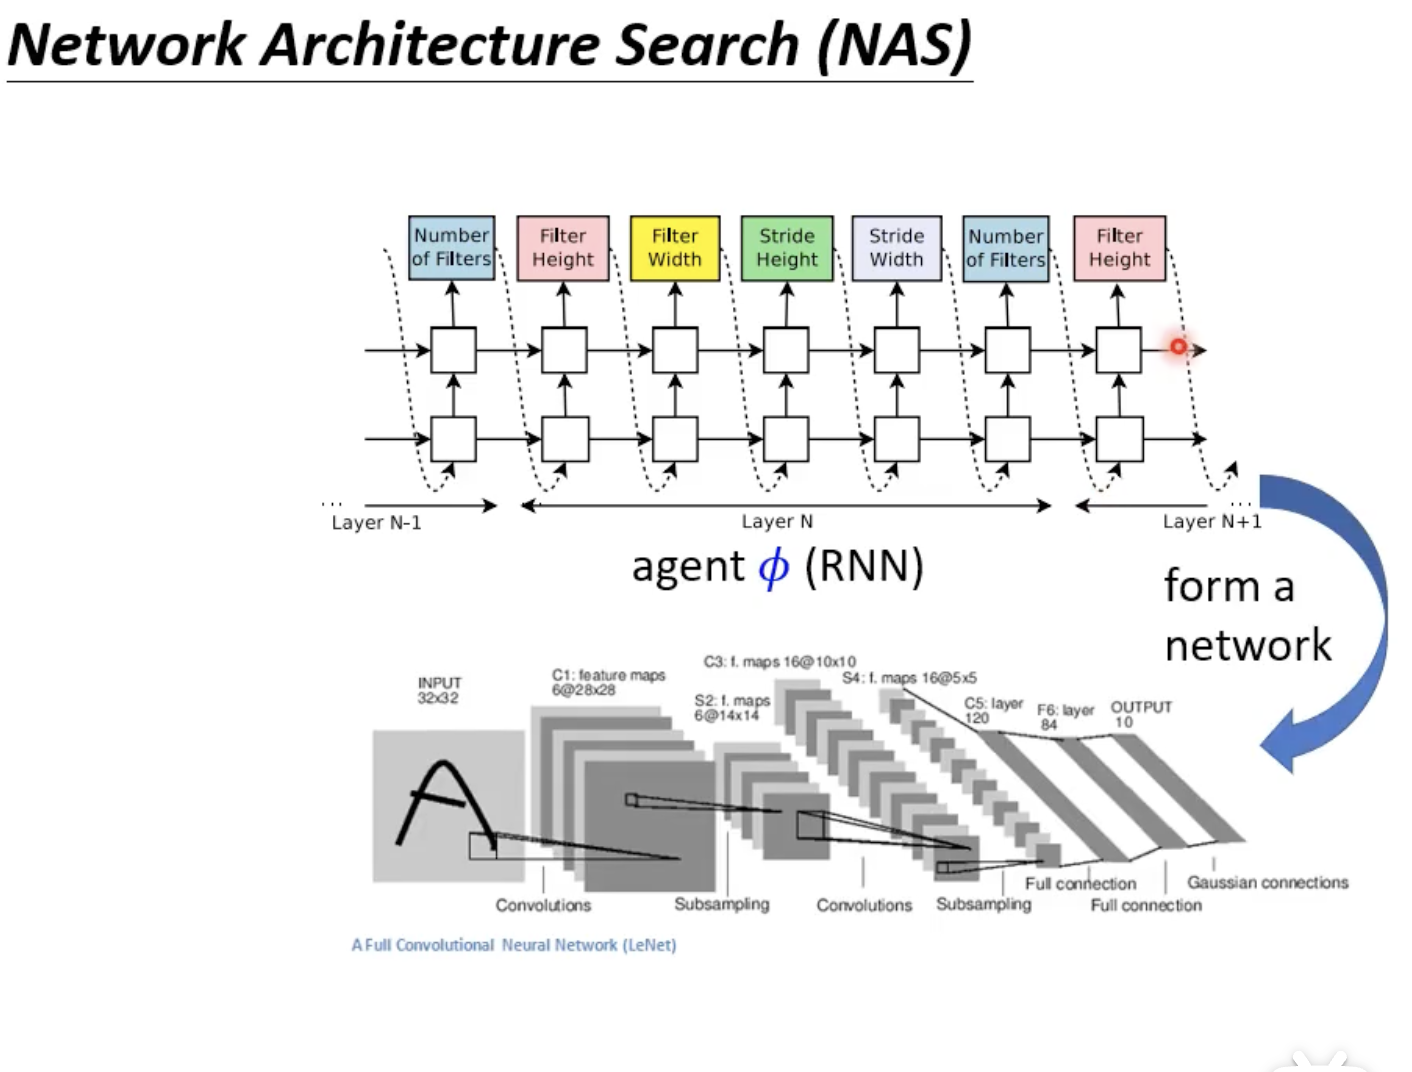 Network Architecture Search (NAS)
Number
of Filters
Filter
Height
Filter
Width
Stride
Height
Stride
Width
Number
of Filters
Filter
Height
...
Layer N-1
Layer N
...
Layer N+1
agent ϕ (RNN)
form a
network
INPUT
32x32
C1: feature maps
6@28x28
S2: f. maps
6@14x14
C3: f. maps 16@10x10
S4: f. maps 16@5x5
C5: layer
120
F6: layer
84
OUTPUT
10
Convolutions
Subsampling
Convolutions
Subsampling
Full connection
Full connection
Gaussian connections
A Full Convolutional Neural Network (LeNet)